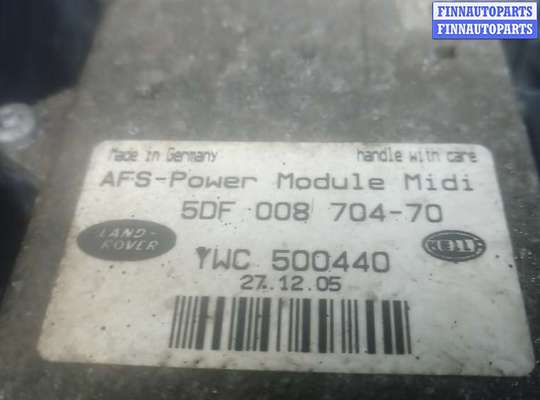 FINNAUTOPARTS
FINNAUTOPARTS
Made in Germany handle with care
AFS-Power Module Midi
5DF 008 704-70
LAND-
ROVER
HELLA
YWC 500440
27.12.05